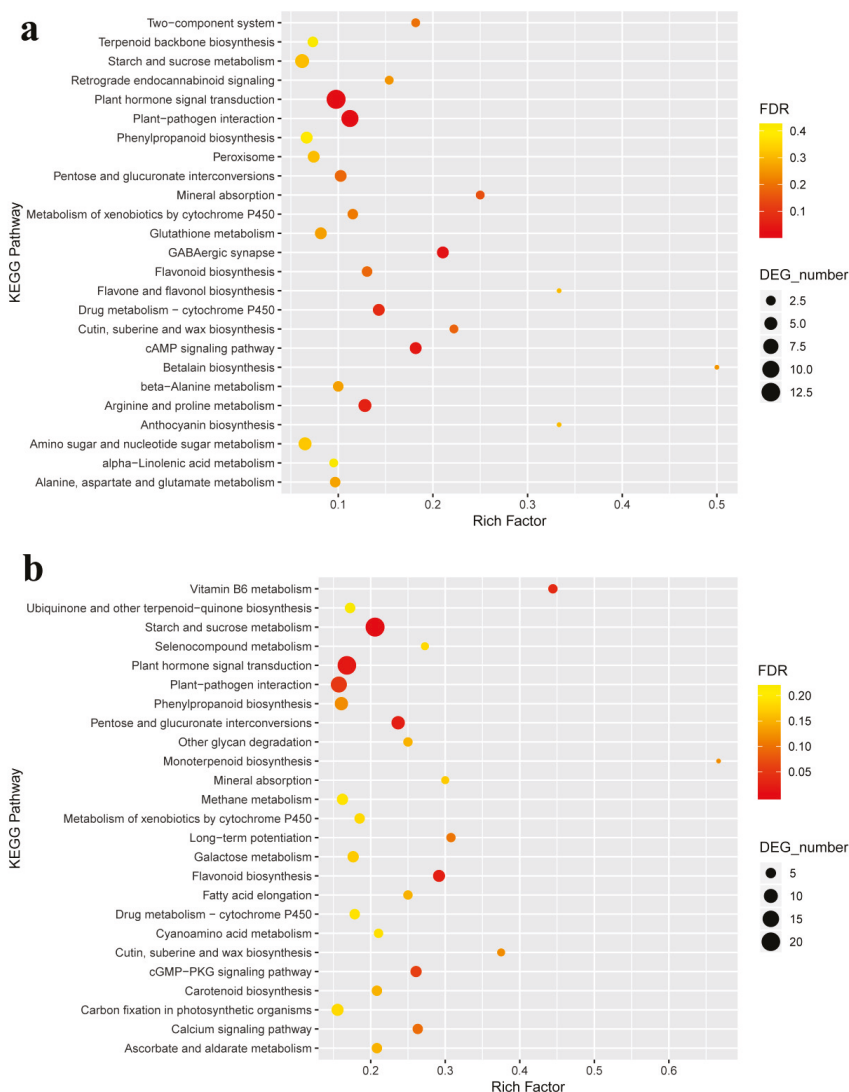 a
Two−component system
Terpenoid backbone biosynthesis
Starch and sucrose metabolism
Retrograde endocannabinoid signaling
Plant hormone signal transduction
Plant−pathogen interaction
Phenylpropanoid biosynthesis
Peroxisome
Pentose and glucuronate interconversions
Mineral absorption
Metabolism of xenobiotics by cytochrome P450
Glutathione metabolism
GABAergic synapse
Flavonoid biosynthesis
Flavone and flavonol biosynthesis
Drug metabolism − cytochrome P450
Cutin, suberine and wax biosynthesis
cAMP signaling pathway
Betalain biosynthesis
beta−Alanine metabolism
Arginine and proline metabolism
Anthocyanin biosynthesis
Amino sugar and nucleotide sugar metabolism
alpha−Linolenic acid metabolism
Alanine, aspartate and glutamate metabolism
KEGG Pathway
0.1 0.2 0.3 0.4 0.5
Rich Factor
FDR
0.4
0.3
0.2
0.1
DEG_number
2.5
5.0
7.5
10.0
12.5
b
Vitamin B6 metabolism
Ubiquinone and other terpenoid−quinone biosynthesis
Starch and sucrose metabolism
Selenocompound metabolism
Plant hormone signal transduction
Plant−pathogen interaction
Phenylpropanoid biosynthesis
Pentose and glucuronate interconversions
Other glycan degradation
Monoterpenoid biosynthesis
Mineral absorption
Methane metabolism
Metabolism of xenobiotics by cytochrome P450
Long−term potentiation
Galactose metabolism
Flavonoid biosynthesis
Fatty acid elongation
Drug metabolism − cytochrome P450
Cyanoamino acid metabolism
Cutin, suberine and wax biosynthesis
cGMP−PKG signaling pathway
Carotenoid biosynthesis
Carbon fixation in photosynthetic organisms
Calcium signaling pathway
Ascorbate and aldarate metabolism
KEGG Pathway
0.2 0.3 0.4 0.5 0.6
Rich Factor
FDR
0.20
0.15
0.10
0.05
DEG_number
5
10
15
20